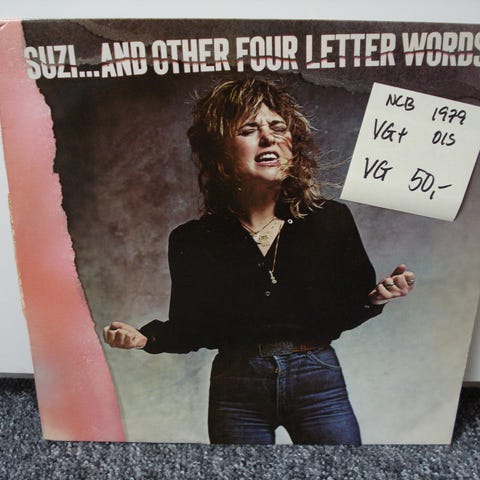 SUZI...AND OTHER FOUR LETTER WORDS
NCB 1979
VG+ OIS
VG 50,-